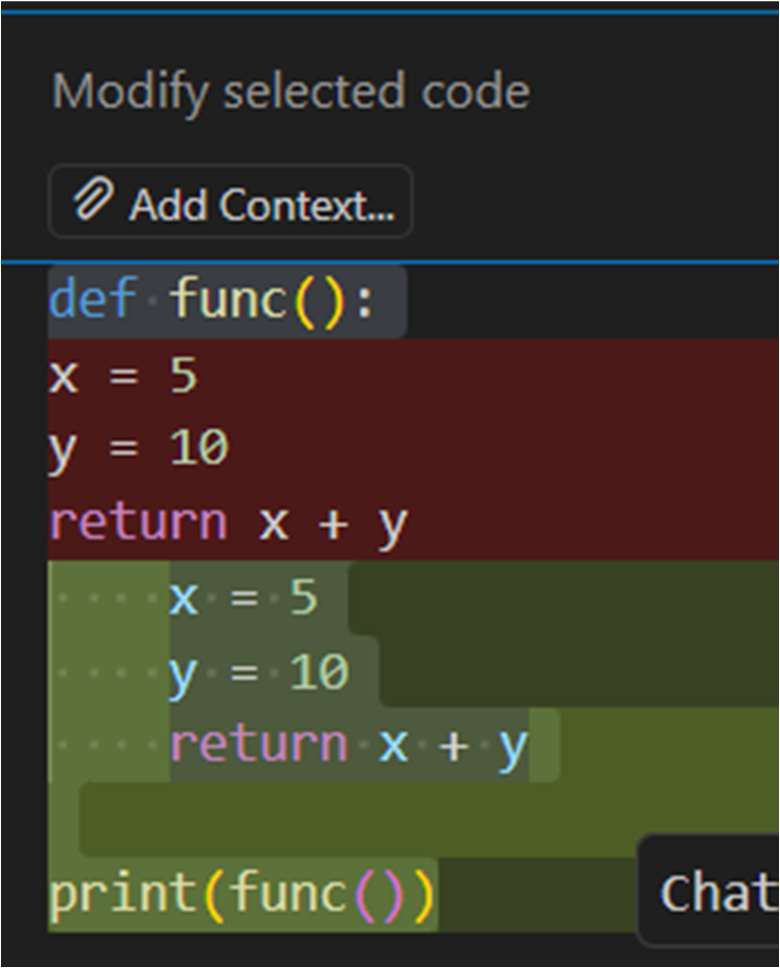 Modify selected code
Add Context...
def func():
x = 5
y = 10
return x + y
    x = 5
    y = 10
    return x + y
print(func())
Chat